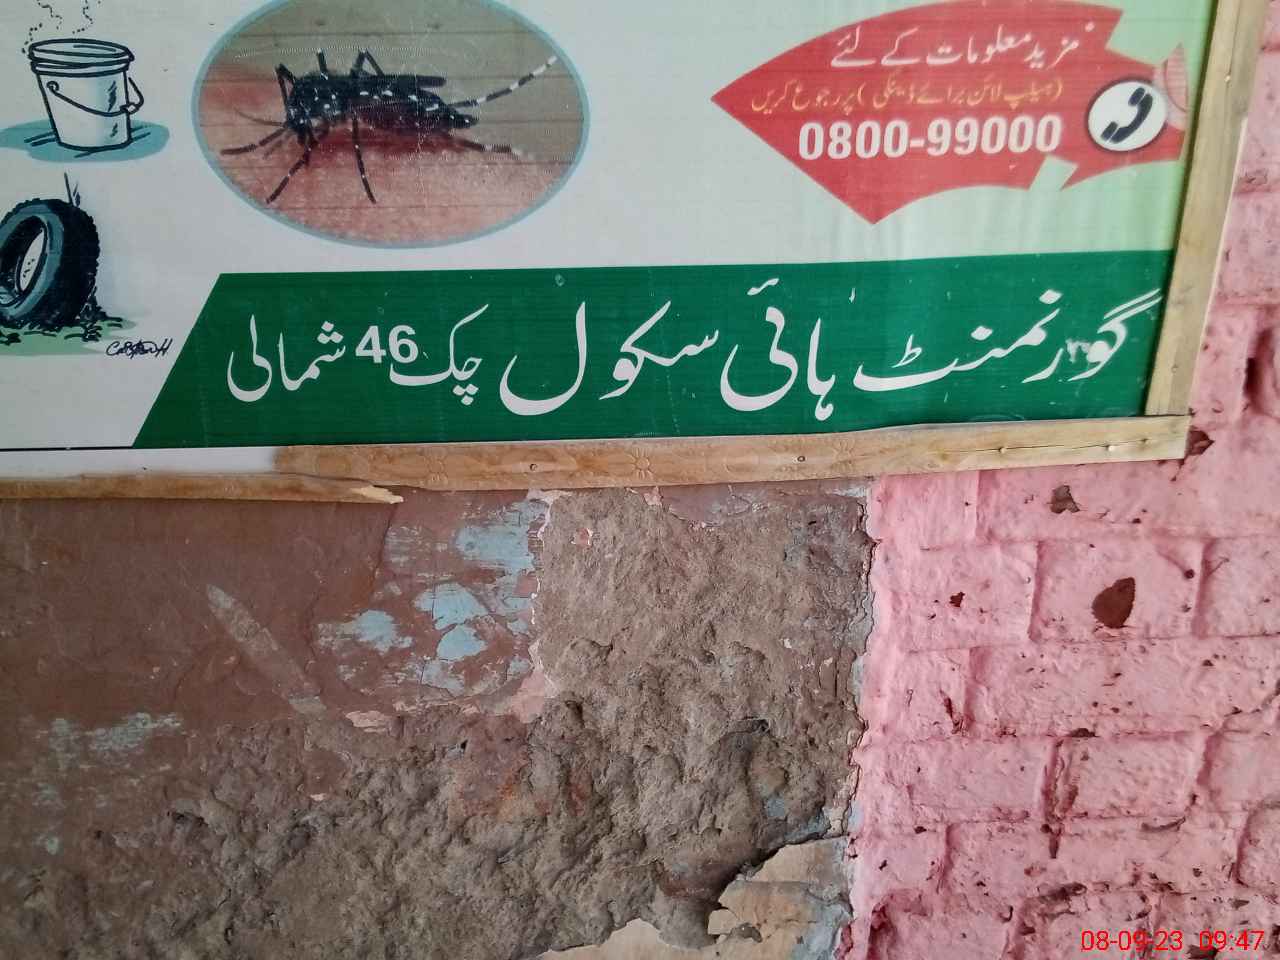 مزید معلومات کے لئے
(ہیلپ لائن برائے ڈینگی) پر رجوع کریں
0800-99000
گورنمنٹ ہائی سکول چک 46 شمالی
08-09-23 09:47